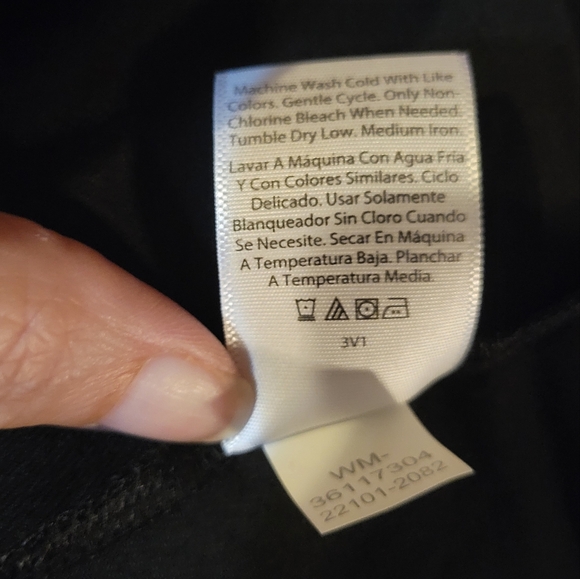 Machine Wash Cold With Like
Colors. Gentle Cycle. Only Non-
Chlorine Bleach When Needed.
Tumble Dry Low. Medium Iron.
Lavar A Máquina Con Agua Fría
Y Con Colores Similares. Ciclo
Delicado. Usar Solamente
Blanqueador Sin Cloro Cuando
Se Necesite. Secar En Máquina
A Temperatura Baja. Planchar
A Temperatura Media.
3V1
WM-
36117304
22101-2082